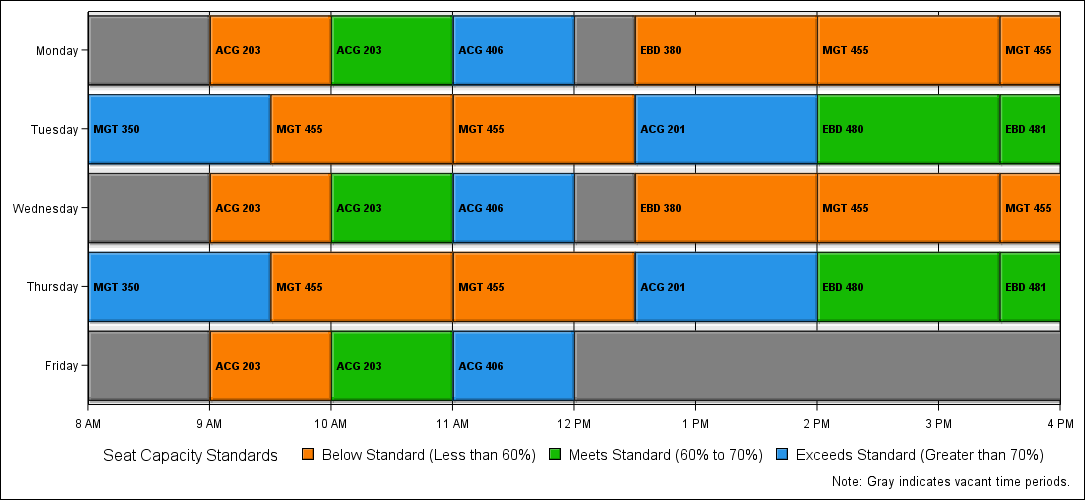 Monday ACG 203 ACG 203 ACG 406 EBD 380 MGT 455 MGT 455
Tuesday MGT 350 MGT 455 MGT 455 ACG 201 EBD 480 EBD 481
Wednesday ACG 203 ACG 203 ACG 406 EBD 380 MGT 455 MGT 455
Thursday MGT 350 MGT 455 MGT 455 ACG 201 EBD 480 EBD 481
Friday ACG 203 ACG 203 ACG 406
8 AM 9 AM 10 AM 11 AM 12 PM 1 PM 2 PM 3 PM 4 PM
Seat Capacity Standards Below Standard (Less than 60%) Meets Standard (60% to 70%) Exceeds Standard (Greater than 70%)
Note: Gray indicates vacant time periods.